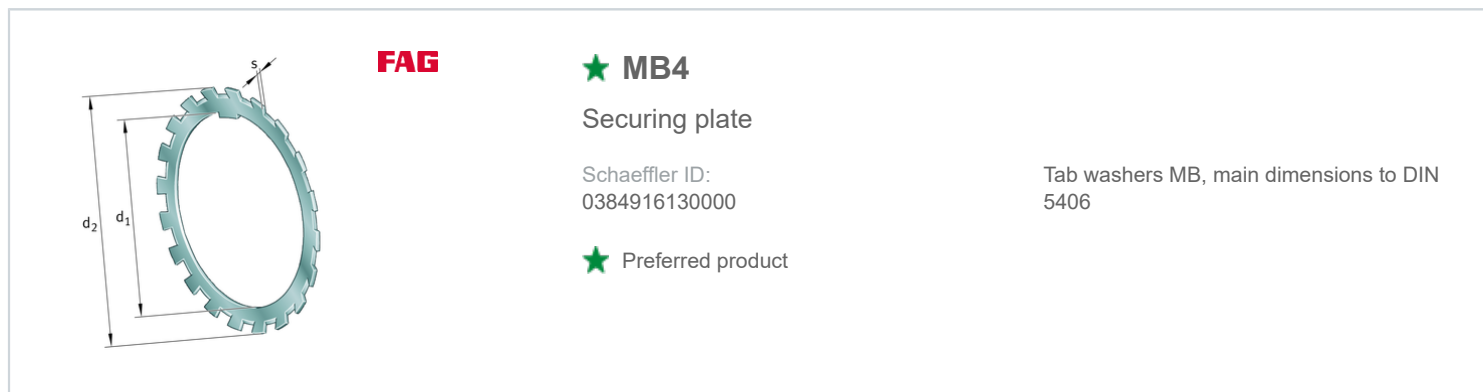 s
d2
d1
FAG
MB4
Securing plate
Schaeffler ID:
0384916130000
Preferred product
Tab washers MB, main dimensions to DIN
5406